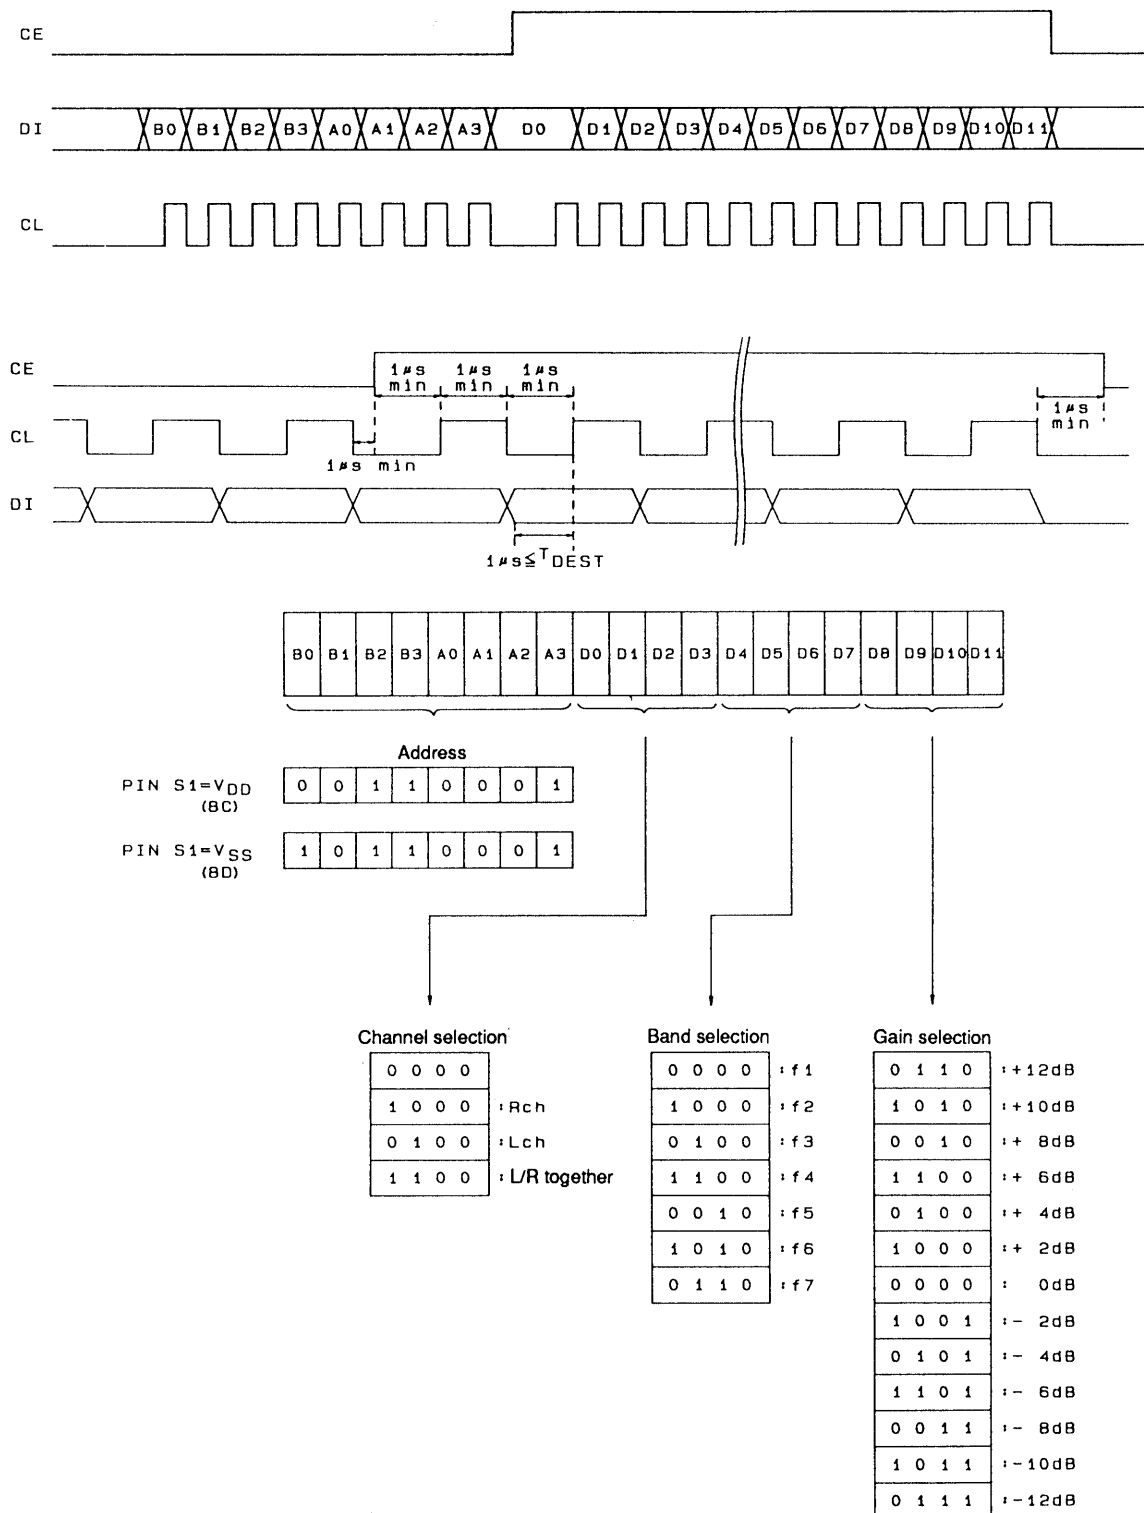 CE
DI B0 B1 B2 B3 A0 A1 A2 A3 D0 D1 D2 D3 D4 D5 D6 D7 D8 D9 D10 D11
CL
CE
1μs min 1μs min 1μs min
1μs min
CL
1μs min
DI
1μs≦TDEST
B0 B1 B2 B3 A0 A1 A2 A3 D0 D1 D2 D3 D4 D5 D6 D7 D8 D9 D10 D11
Address
PIN S1=VDD 0 0 1 1 0 0 0 1
(8C)
PIN S1=VSS 1 0 1 1 0 0 0 1
(8D)
Channel selection
0 0 0 0
1 0 0 0 :Rch
0 1 0 0 :Lch
1 1 0 0 :L/R together
Band selection
0 0 0 0 :f1
1 0 0 0 :f2
0 1 0 0 :f3
1 1 0 0 :f4
0 0 1 0 :f5
1 0 1 0 :f6
0 1 1 0 :f7
Gain selection
0 1 1 0 :+12dB
1 0 1 0 :+10dB
0 0 1 0 :+ 8dB
1 1 0 0 :+ 6dB
0 1 0 0 :+ 4dB
1 0 0 0 :+ 2dB
0 0 0 0 : 0dB
1 0 0 1 :- 2dB
0 1 0 1 :- 4dB
1 1 0 1 :- 6dB
0 0 1 1 :- 8dB
1 0 1 1 :-10dB
0 1 1 1 :-12dB